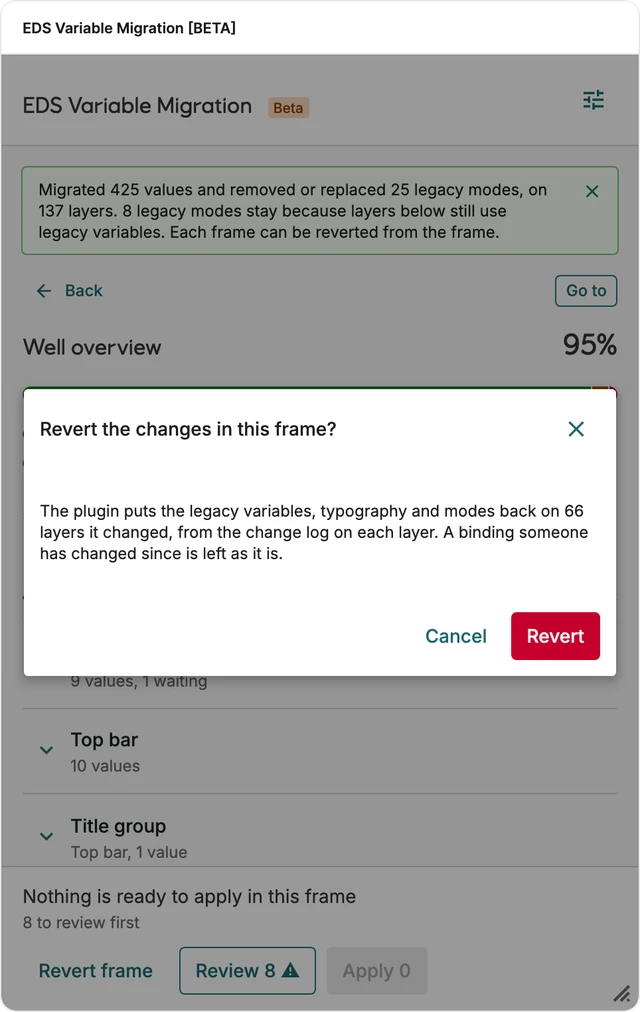 EDS Variable Migration [BETA]
EDS Variable Migration Beta
Migrated 425 values and removed or replaced 25 legacy modes, on
137 layers. 8 legacy modes stay because layers below still use
legacy variables. Each frame can be reverted from the frame.
Back
Go to
Well overview
95%
Revert the changes in this frame?
The plugin puts the legacy variables, typography and modes back on 66
layers it changed, from the change log on each layer. A binding someone
has changed since is left as it is.
Cancel
Revert
9 values, 1 waiting
Top bar
10 values
Title group
Top bar, 1 value
Nothing is ready to apply in this frame
8 to review first
Revert frame
Review 8
Apply 0